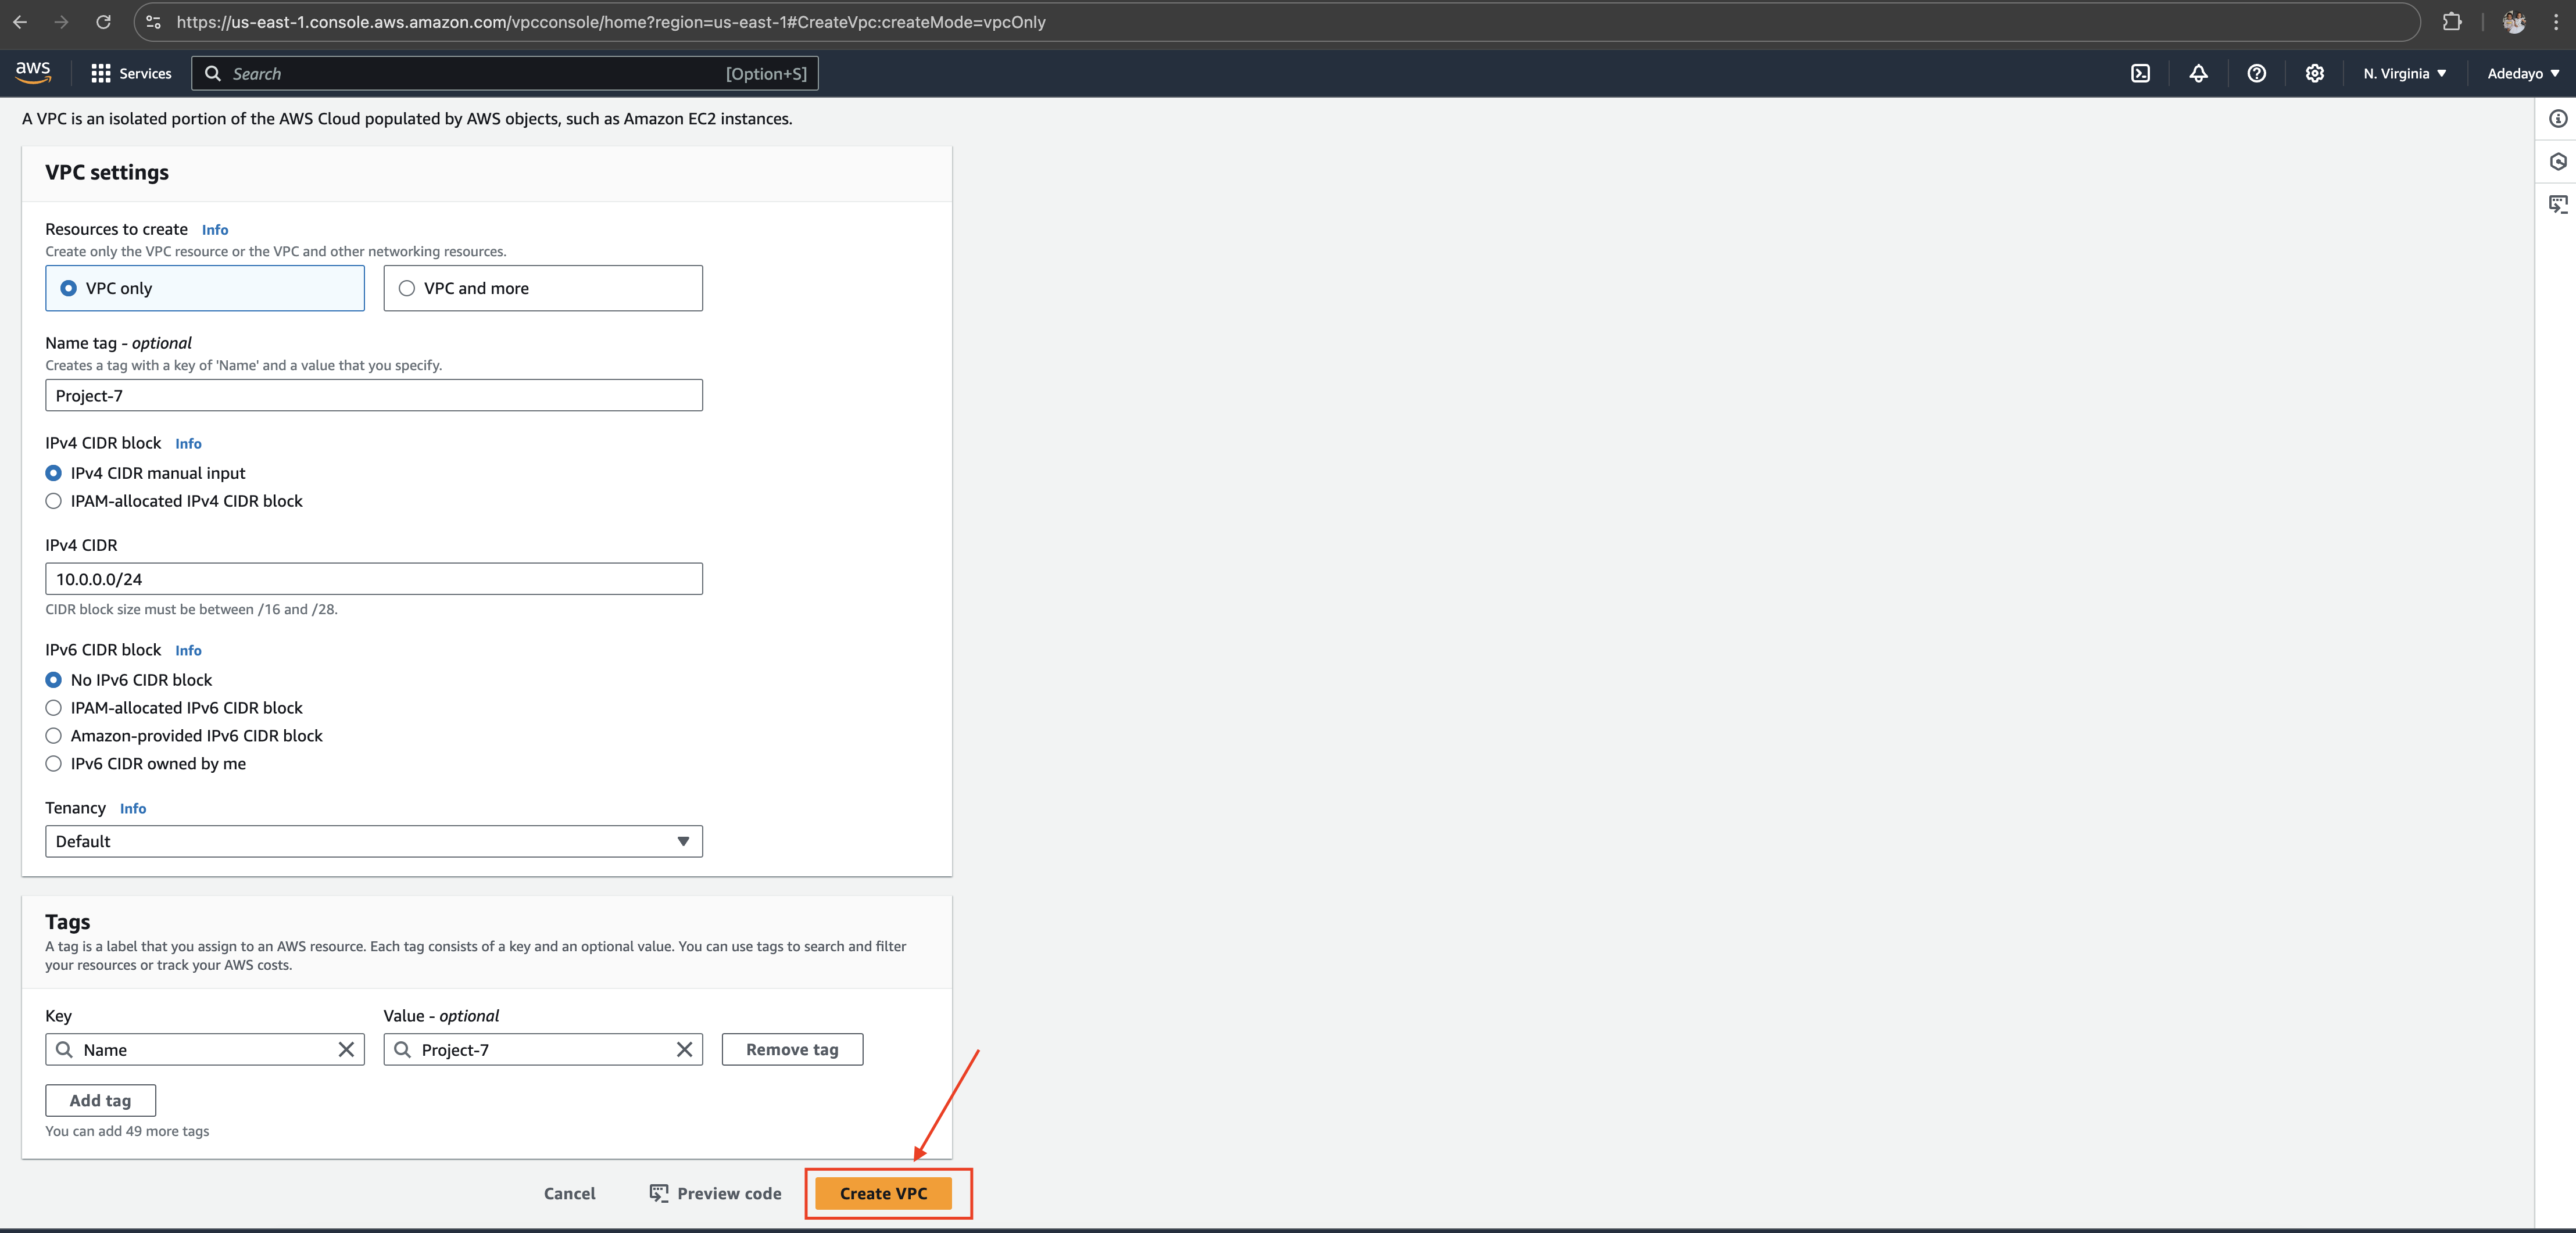 https://us-east-1.console.aws.amazon.com/vpcconsole/home?region=us-east-1#CreateVpc:createMode=vpcOnly
aws Services Search [Option+S] N. Virginia Adedayo
A VPC is an isolated portion of the AWS Cloud populated by AWS objects, such as Amazon EC2 instances.
VPC settings
Resources to create Info
Create only the VPC resource or the VPC and other networking resources.
VPC only VPC and more
Name tag - optional
Creates a tag with a key of 'Name' and a value that you specify.
Project-7
IPv4 CIDR block Info
IPv4 CIDR manual input
IPAM-allocated IPv4 CIDR block
IPv4 CIDR
10.0.0.0/24
CIDR block size must be between /16 and /28.
IPv6 CIDR block Info
No IPv6 CIDR block
IPAM-allocated IPv6 CIDR block
Amazon-provided IPv6 CIDR block
IPv6 CIDR owned by me
Tenancy Info
Default
Tags
A tag is a label that you assign to an AWS resource. Each tag consists of a key and an optional value. You can use tags to search and filter
your resources or track your AWS costs.
Key Value - optional
Name Project-7 Remove tag
Add tag
You can add 49 more tags
Cancel Preview code Create VPC